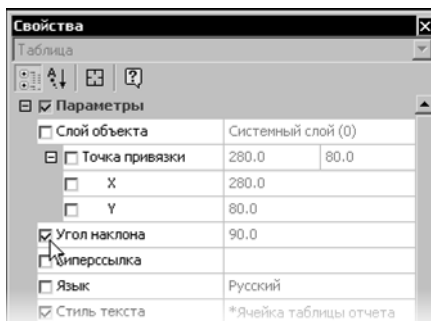 Свойства
Таблица
Параметры
Слой объекта Системный слой (0)
Точка привязки 280.0 80.0
X 280.0
Y 80.0
Угол наклона 90.0
Гиперссылка
Язык Русский
Стиль текста *Ячейка таблицы отчета